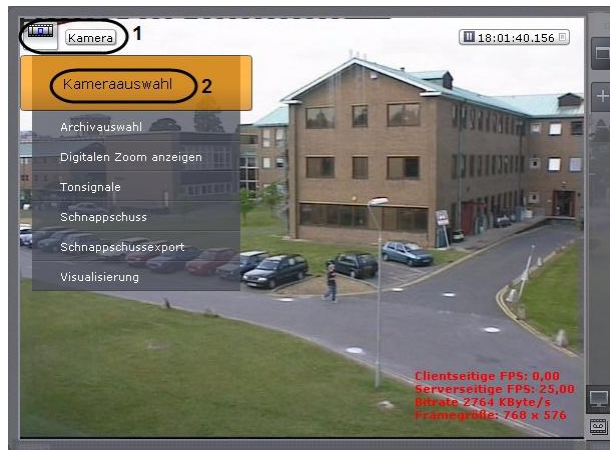 Kamera 1
18:01:40.156
Kameraauswahl 2
Archivauswahl
Digitalen Zoom anzeigen
Tonsignale
Schnappschuss
Schnappschussexport
Visualisierung
Clientseitige FPS: 0,00
Serverseitige FPS: 25,00
Bitrate 2764 KByte/s
Framegröße: 768 x 576